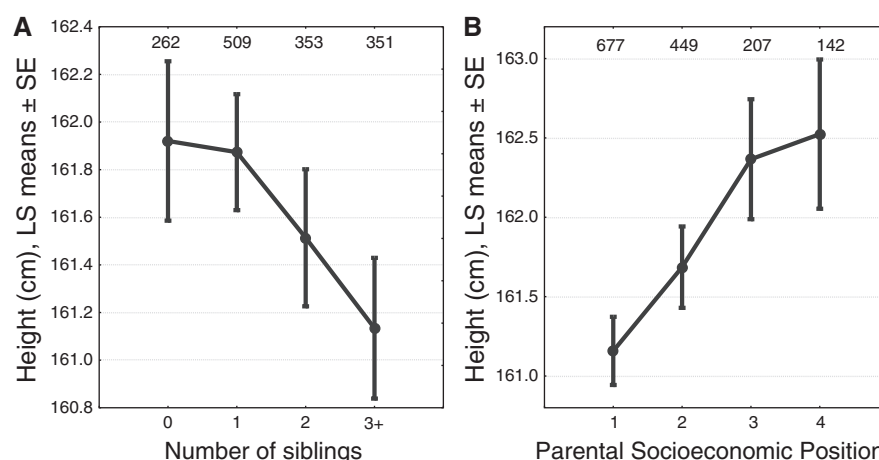 A
Height (cm), LS means ± SE
162.4
162.2
162.0
161.8
161.6
161.4
161.2
161.0
160.8
262 509 353 351
0 1 2 3+
Number of siblings
B
Height (cm), LS means ± SE
163.0
162.5
162.0
161.5
161.0
677 449 207 142
1 2 3 4
Parental Socioeconomic Position